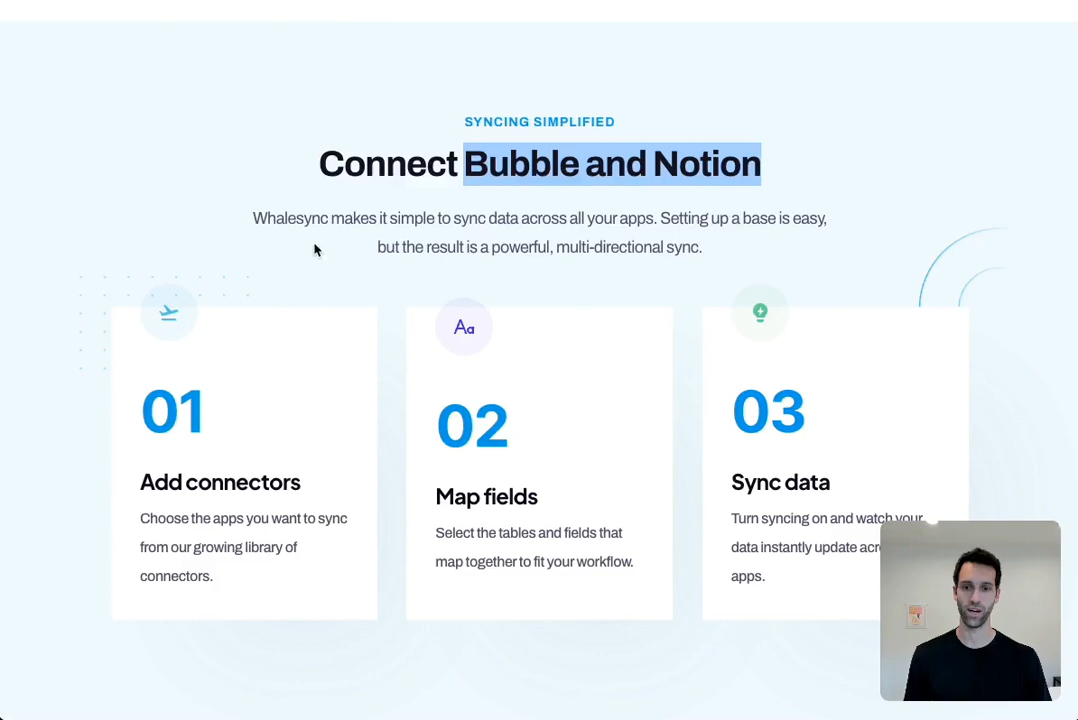 SYNCING SIMPLIFIED
Connect Bubble and Notion
Whalesync makes it simple to sync data across all your apps. Setting up a base is easy,
but the result is a powerful, multi-directional sync.
Aa
01
Add connectors
Choose the apps you want to sync
from our growing library of
connectors.
02
Map fields
Select the tables and fields that
map together to fit your workflow.
03
Sync data
Turn syncing on and watch your
data instantly update
apps.